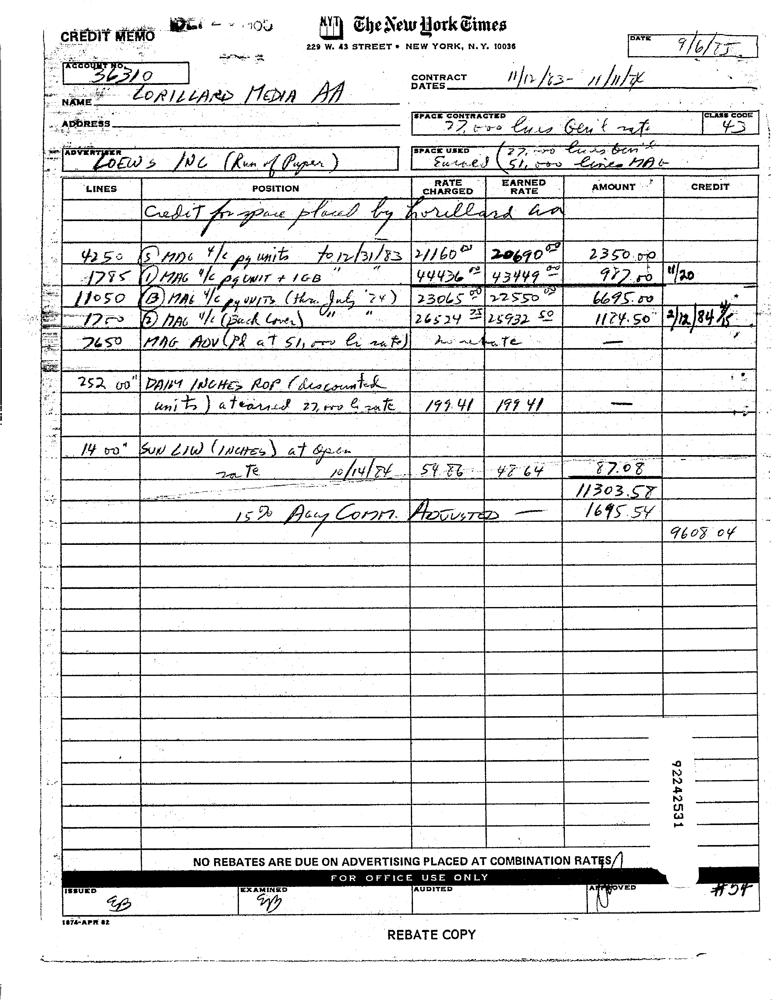 CREDIT MEMO
NYT The New York Times
229 W. 43 STREET • NEW YORK, N.Y. 10036
DATE 9/6/85
ACCOUNT NO. 36310
CONTRACT DATES 11/12/83 - 11/11/84
NAME LORILLARD MEDIA AA
ADDRESS
SPACE CONTRACTED 27,000 lines Gen'l rate
CLASS CODE 43
ADVERTISER LOEWS INC (Run of Paper)
SPACE USED Earned (27,000 lines Gen'l
51,000 lines MAG
LINES POSITION RATE CHARGED EARNED RATE AMOUNT CREDIT
Credit for space placed by Lorillard aa
4250 (5) MAG 4/c pg units to 12/31/83 21160 00 20690 00 2350.00
1785 (1) MAG 4/c pg UNIT + 1GB " " 44436 00 43449 00 987.00 11/20
11050 (13) MAG 4/c pg UNITS (thru July '84) 23065 00 22550 00 6695.00
1700 (2) MAG 4/c (Back Cover) " " 26524 75 25932 50 1184.50 2/12/84
7650 MAG ADV (Pd at 51,000 li rate) no rebate —
252 00" DAILY INCHES ROP (discounted
units) at earned 27,000 li rate 199.41 199 41 —
14 00" SUN LIW (INCHES) at open
rate 10/14/84 54.86 48 64 87.08
11303.58
15% Agy COMM. ADJUSTED — 1695.54
9608 04
92242531
NO REBATES ARE DUE ON ADVERTISING PLACED AT COMBINATION RATES
FOR OFFICE USE ONLY
ISSUED EXAMINED AUDITED APPROVED #54
EB EB
1874-APR 82
REBATE COPY